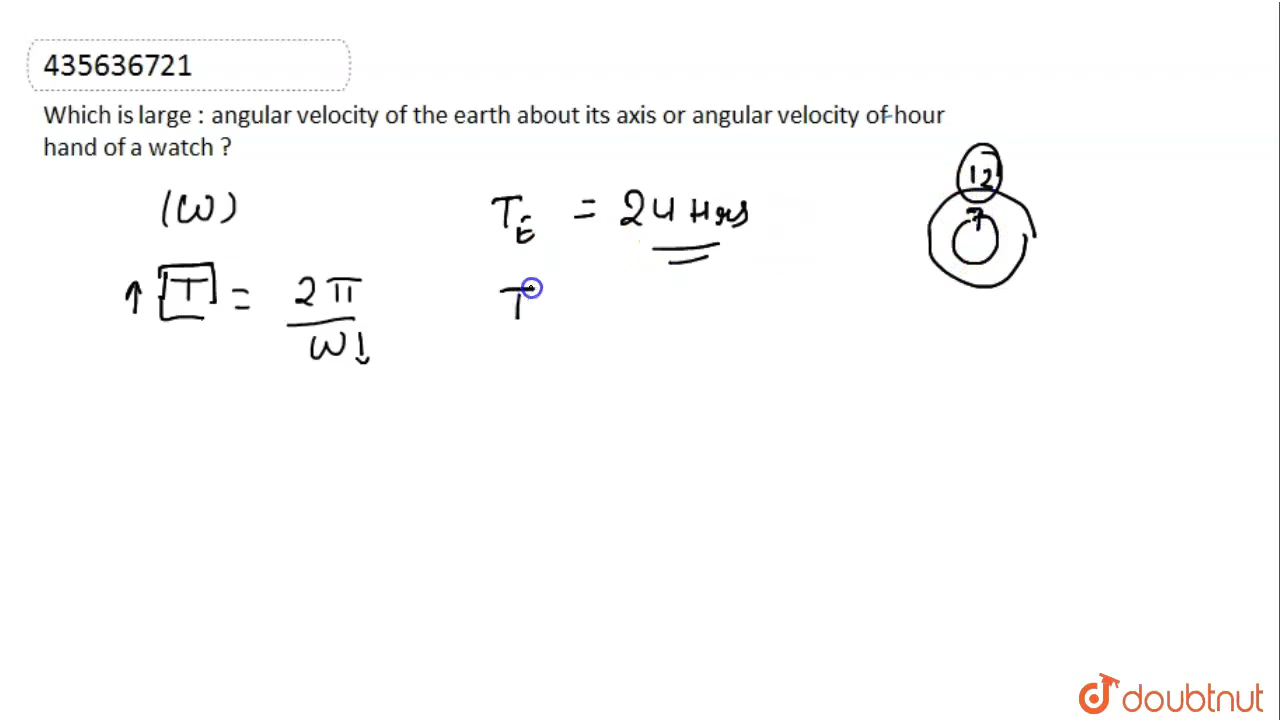 435636721
Which is large : angular velocity of the earth about its axis or angular velocity of hour
hand of a watch ?
(ω)
T_E = 24 Hrs
12
↑ T = 2π / ω↓
T
doubtnut